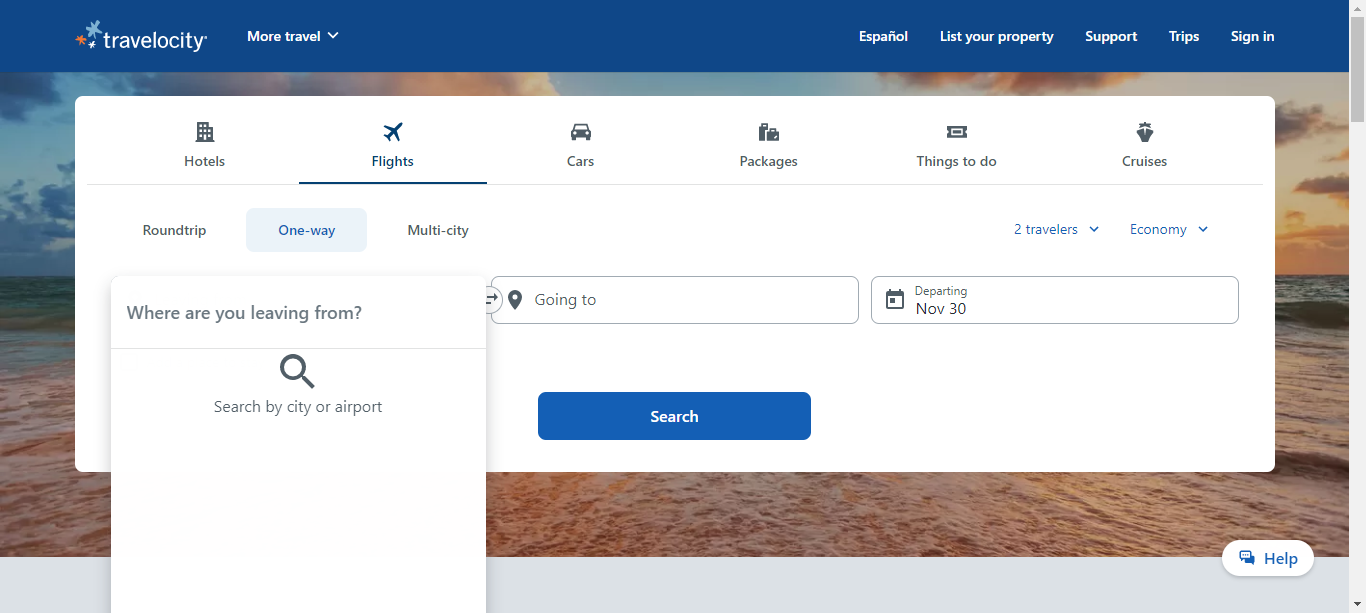 travelocity
More travel
Español
List your property
Support
Trips
Sign in
Hotels
Flights
Cars
Packages
Things to do
Cruises
Roundtrip
One-way
Multi-city
2 travelers
Economy
Where are you leaving from?
Going to
Departing
Nov 30
Search by city or airport
Search
Help